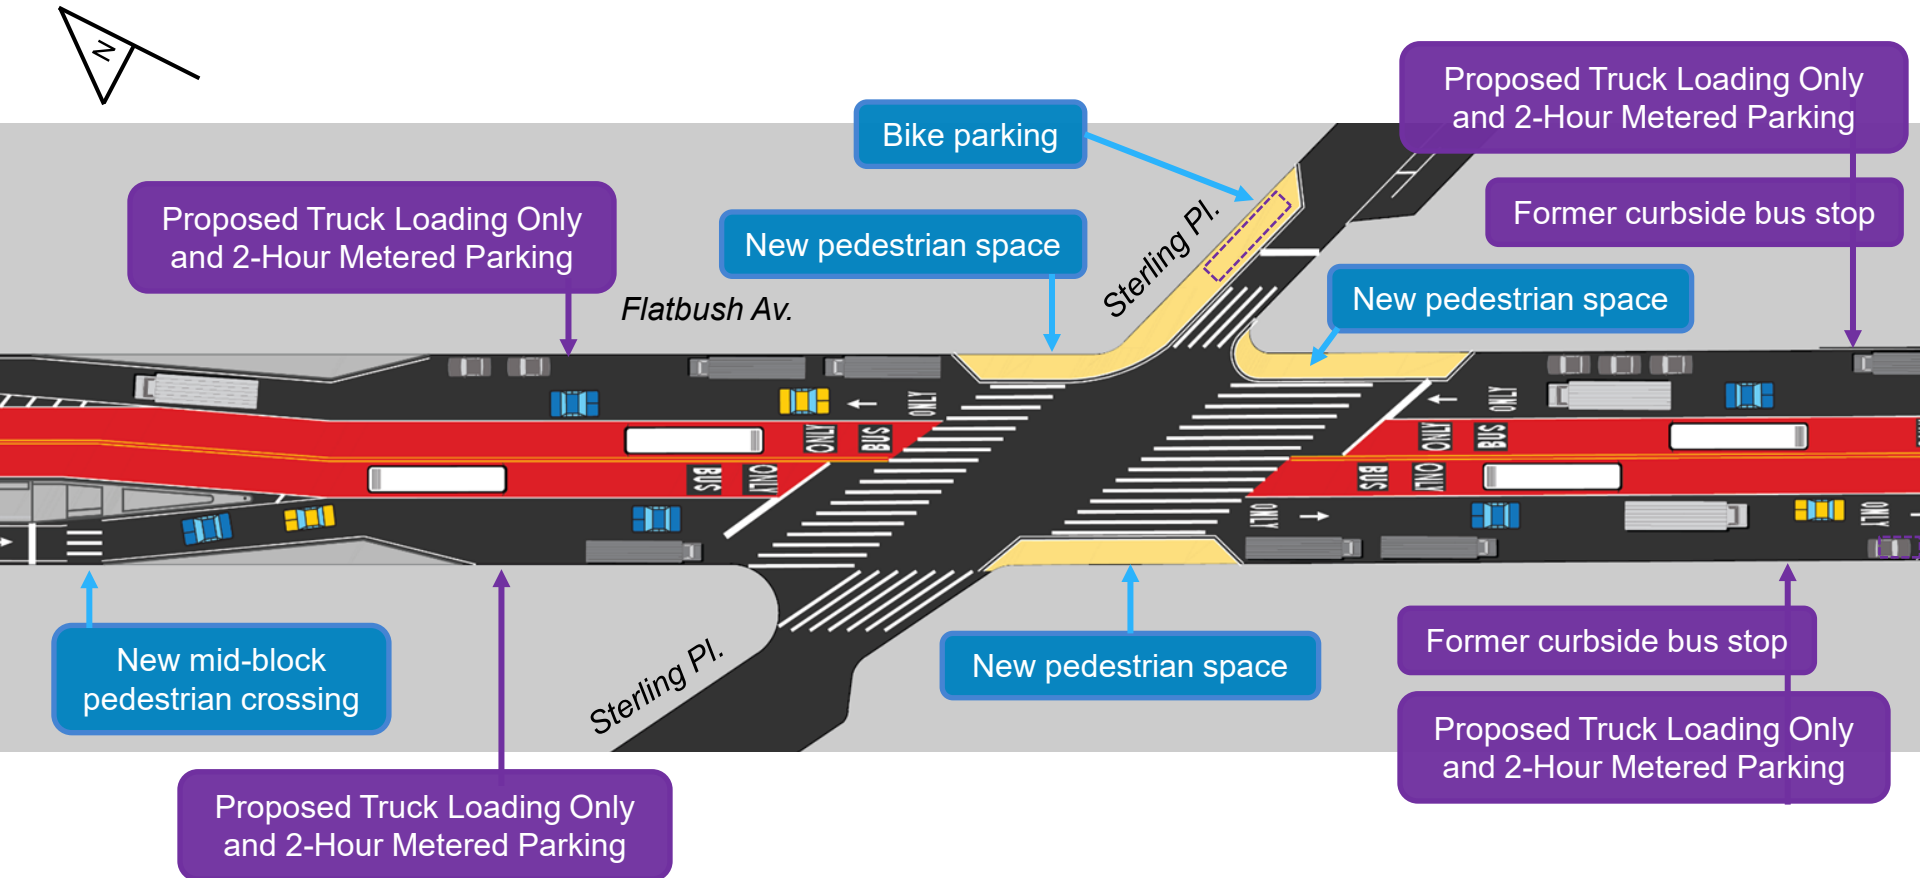 N
Proposed Truck Loading Only
and 2-Hour Metered Parking
Bike parking
Proposed Truck Loading Only
and 2-Hour Metered Parking
Former curbside bus stop
New pedestrian space
Sterling Pl.
New pedestrian space
Flatbush Av.
ONLY
ONLY
ONLY
BUS
ONLY
BUS
BUS
ONLY
BUS
ONLY
ONLY
ONLY
New mid-block
pedestrian crossing
Sterling Pl.
New pedestrian space
Former curbside bus stop
Proposed Truck Loading Only
and 2-Hour Metered Parking
Proposed Truck Loading Only
and 2-Hour Metered Parking